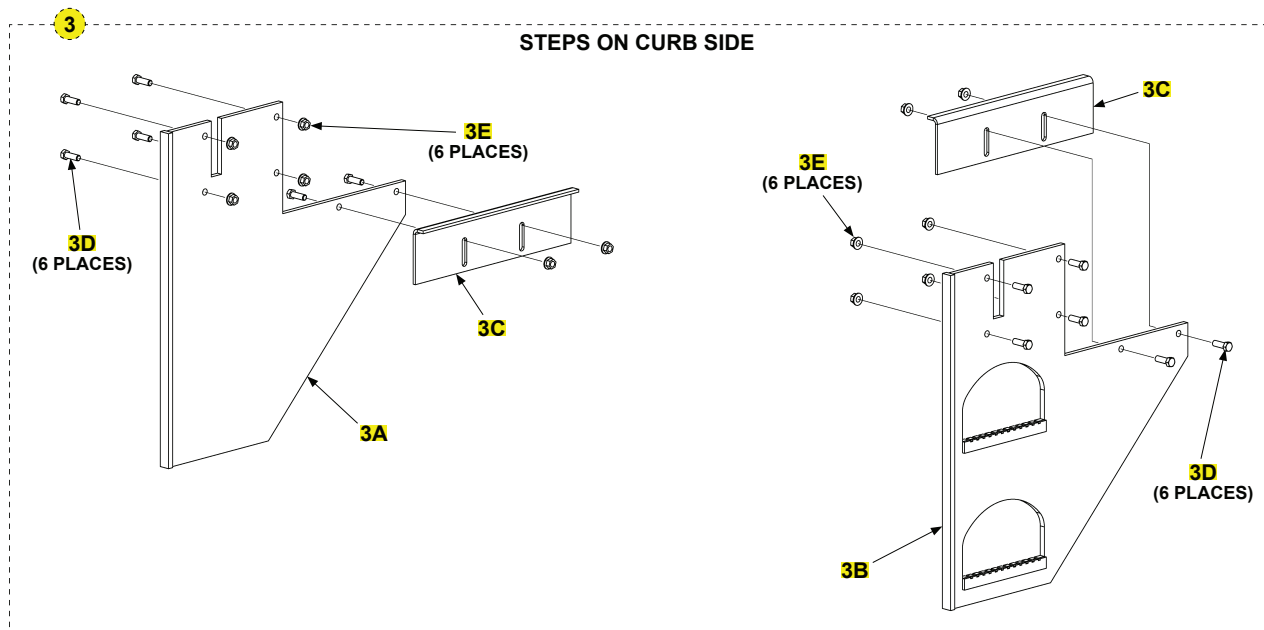 3
STEPS ON CURB SIDE
3E
(6 PLACES)
3D
(6 PLACES)
3C
3A
3C
3E
(6 PLACES)
3D
(6 PLACES)
3B